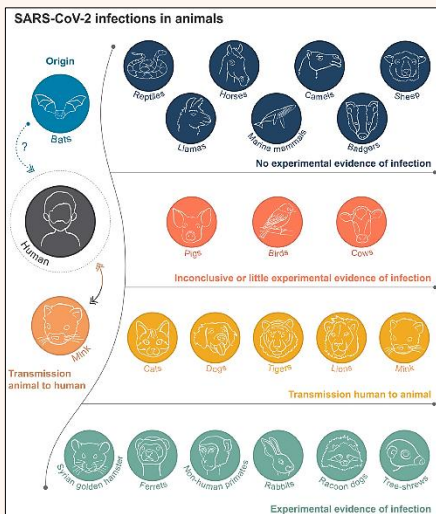 SARS-CoV-2 infections in animals
Origin
Bats
?
Human
Mink
Transmission
animal to human
Reptiles
Horses
Camels
Sheep
Llamas
Marine mammals
Badgers
No experimental evidence of infection
Pigs
Birds
Cows
Inconclusive or little experimental evidence of infection
Cats
Dogs
Tigers
Lions
Mink
Transmission human to animal
Syrian golden hamster
Ferrets
Non-human primates
Rabbits
Racoon dogs
Tree-shrews
Experimental evidence of infection